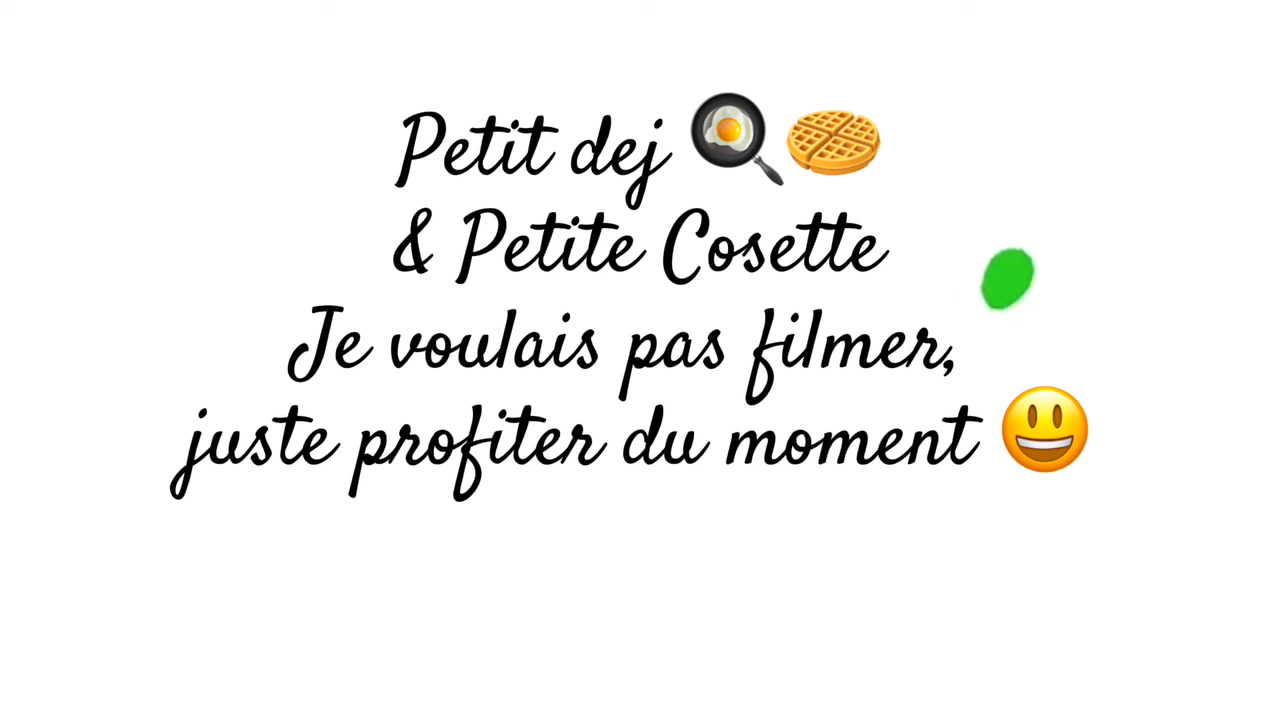 Petit dej 🍳🧇
& Petite Cosette
Je voulais pas filmer,
juste profiter du moment 😃